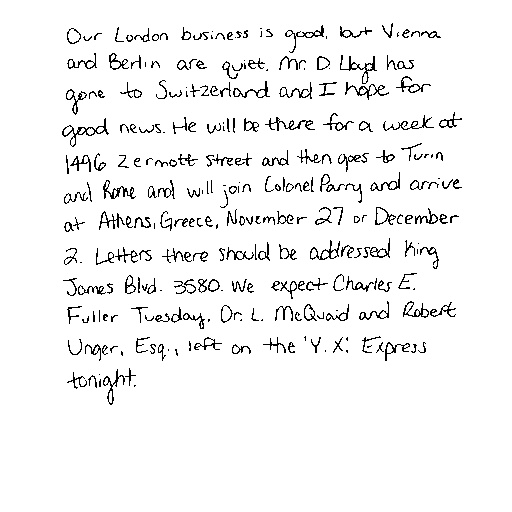 Our London business is good, but Vienna
and Berlin are quiet. Mr. D. Lloyd has
gone to Switzerland and I hope for
good news. He will be there for a week at
1496 Zermott street and then goes to Turin
and Rome and will join Colonel Parry and arrive
at Athens, Greece, November 27 or December
2. Letters there should be addressed King
James Blvd. 3580. We expect Charles E.
Fuller Tuesday. Dr. L. McQuaid and Robert
Unger, Esq., left on the 'Y. X.' Express
tonight.